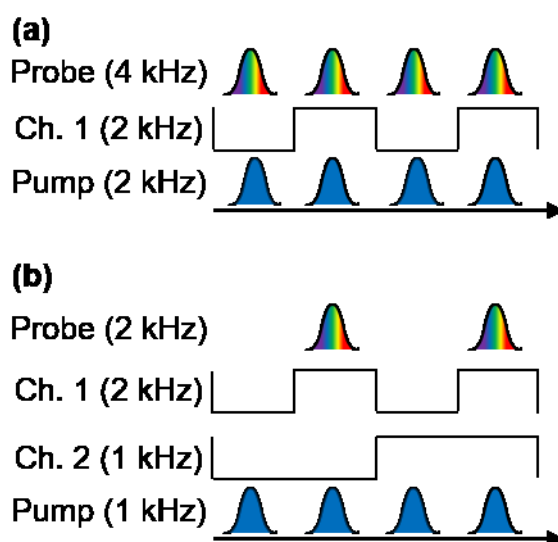 (a)
Probe (4 kHz)
Ch. 1 (2 kHz)
Pump (2 kHz)
(b)
Probe (2 kHz)
Ch. 1 (2 kHz)
Ch. 2 (1 kHz)
Pump (1 kHz)